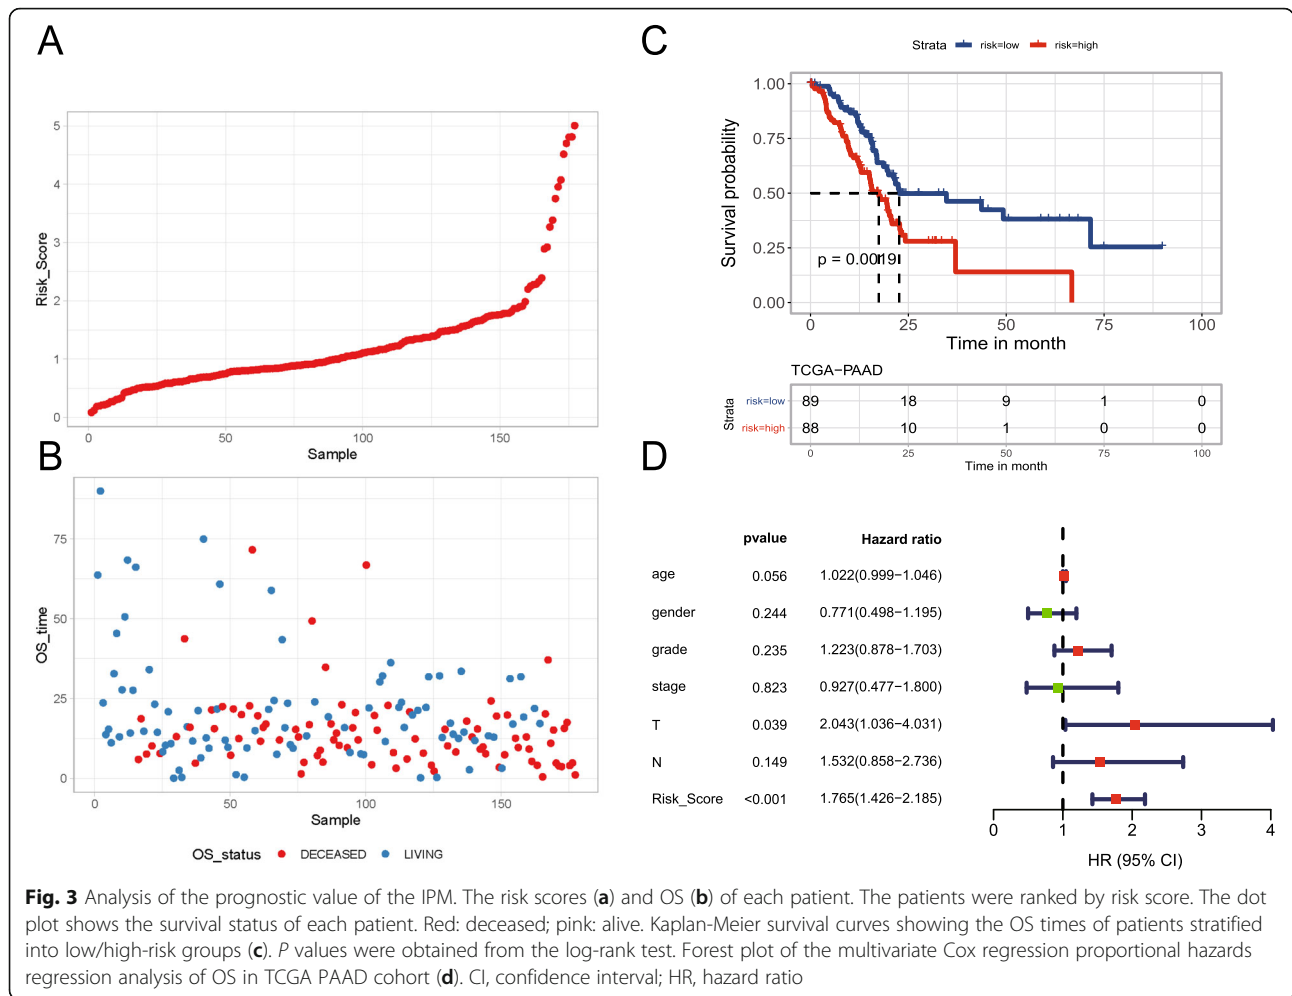 A
5
4
3
2
1
0
Risk_Score
0 50 100 150
Sample
B
75
50
25
0
OS_time
0 50 100 150
Sample
OS_status DECEASED LIVING
C
Strata risk=low risk=high
1.00
0.75
0.50
0.25
0.00
Survival probability
p = 0.0019
0 25 50 75 100
Time in month
TCGA−PAAD
Strata
risk=low 89 18 9 1 0
risk=high 88 10 1 0 0
0 25 50 75 100
Time in month
D
pvalue Hazard ratio
age 0.056 1.022(0.999−1.046)
gender 0.244 0.771(0.498−1.195)
grade 0.235 1.223(0.878−1.703)
stage 0.823 0.927(0.477−1.800)
T 0.039 2.043(1.036−4.031)
N 0.149 1.532(0.858−2.736)
Risk_Score <0.001 1.765(1.426−2.185)
0 1 2 3 4
HR (95% CI)
Fig. 3 Analysis of the prognostic value of the IPM. The risk scores (a) and OS (b) of each patient. The patients were ranked by risk score. The dot
plot shows the survival status of each patient. Red: deceased; pink: alive. Kaplan-Meier survival curves showing the OS times of patients stratified
into low/high-risk groups (c). P values were obtained from the log-rank test. Forest plot of the multivariate Cox regression proportional hazards
regression analysis of OS in TCGA PAAD cohort (d). CI, confidence interval; HR, hazard ratio